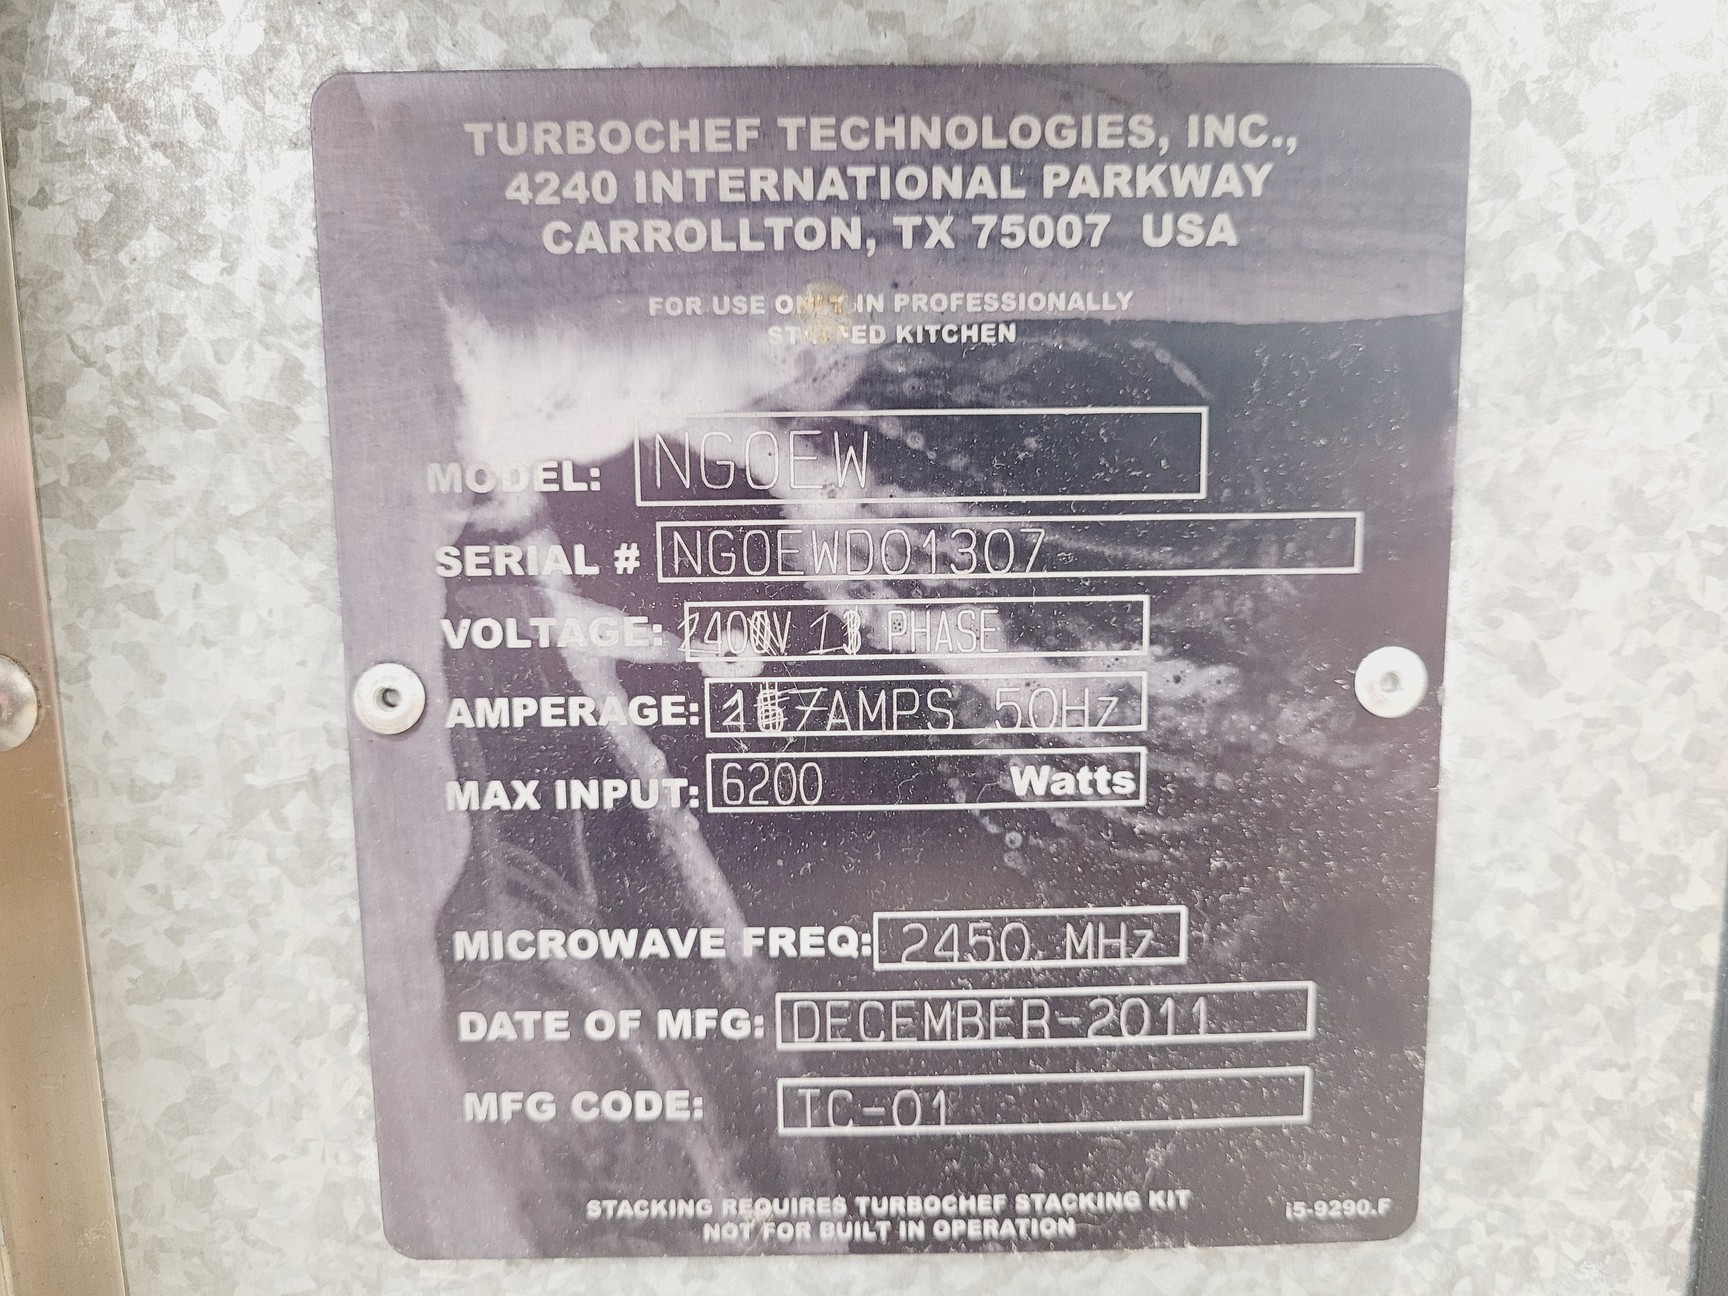 TURBOCHEF TECHNOLOGIES, INC.,
4240 INTERNATIONAL PARKWAY
CARROLLTON, TX 75007 USA
FOR USE ONLY IN PROFESSIONALLY
STAFFED KITCHEN
MODEL: NGOEW
SERIAL # NGOEWD01307
VOLTAGE: PHASE
AMPERAGE: AMPS 50Hz
MAX INPUT: 6200 Watts
MICROWAVE FREQ: 2450 MHz
DATE OF MFG: DECEMBER-2011
MFG CODE: TC-01
STACKING REQUIRES TURBOCHEF STACKING KIT
NOT FOR BUILT IN OPERATION
i5-9290.F